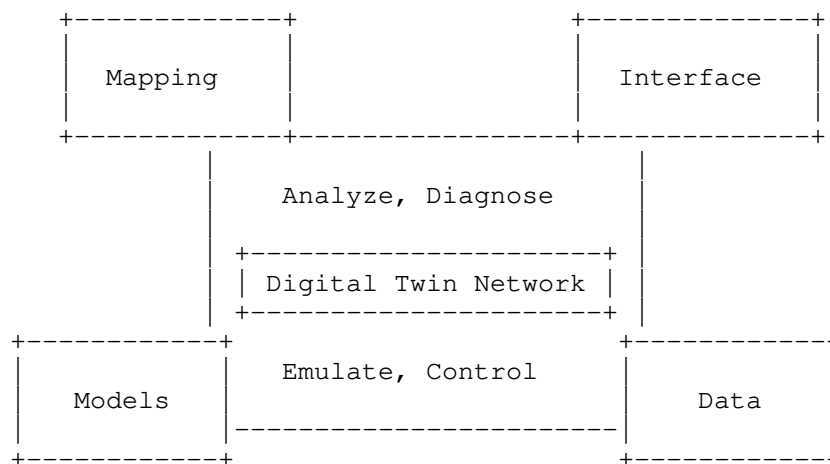 Mapping Interface
Analyze, Diagnose
Digital Twin Network
Emulate, Control
Models Data